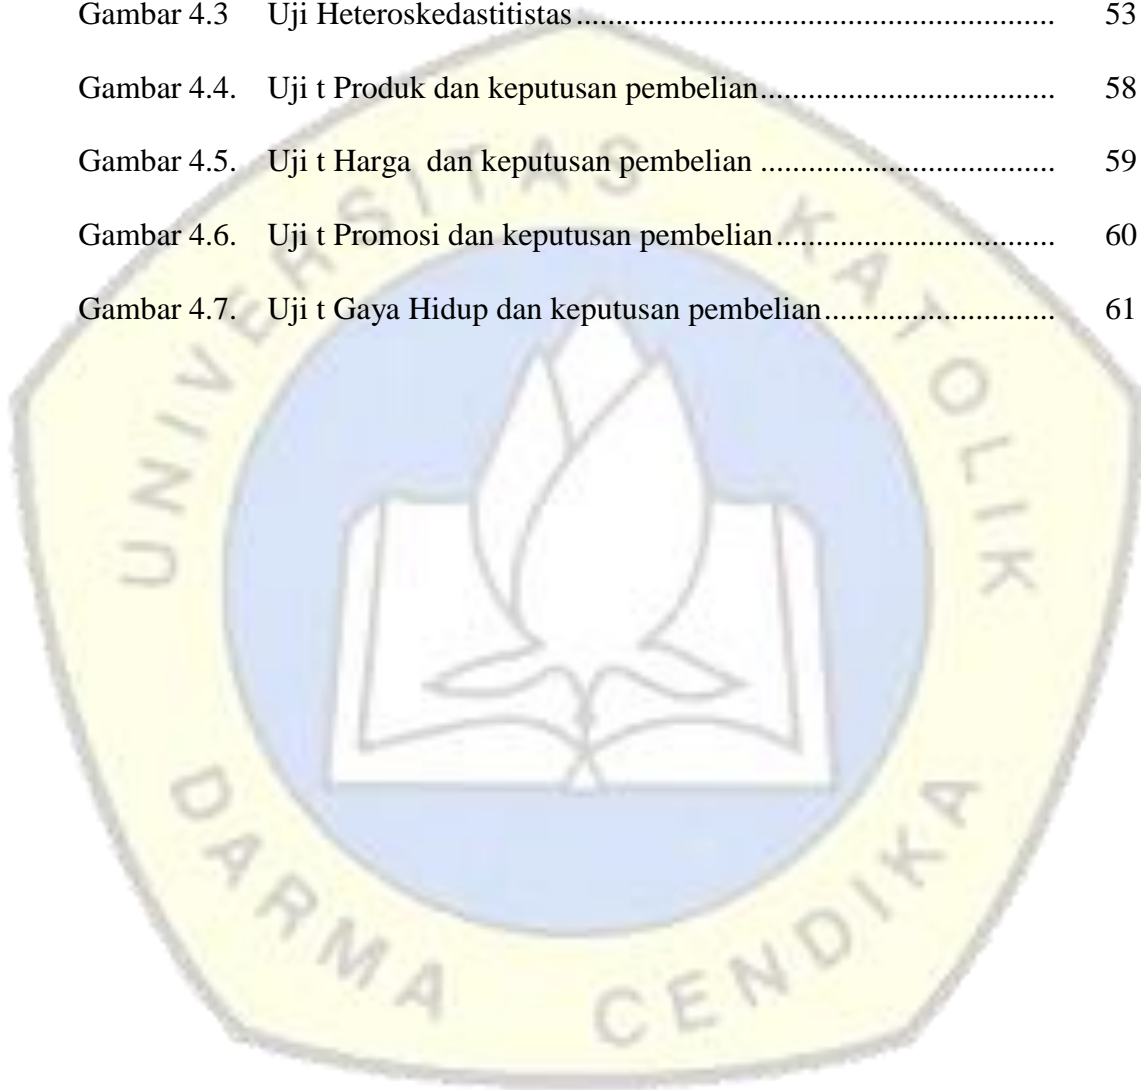 Gambar 4.3 Uji Heteroskedastitistas............................................................ 53
Gambar 4.4. Uji t Produk dan keputusan pembelian..................................... 58
Gambar 4.5. Uji t Harga dan keputusan pembelian ..................................... 59
Gambar 4.6. Uji t Promosi dan keputusan pembelian................................... 60
Gambar 4.7. Uji t Gaya Hidup dan keputusan pembelian............................. 61
UNIVERSITAS KATOLIK
DARMA CENDIKA